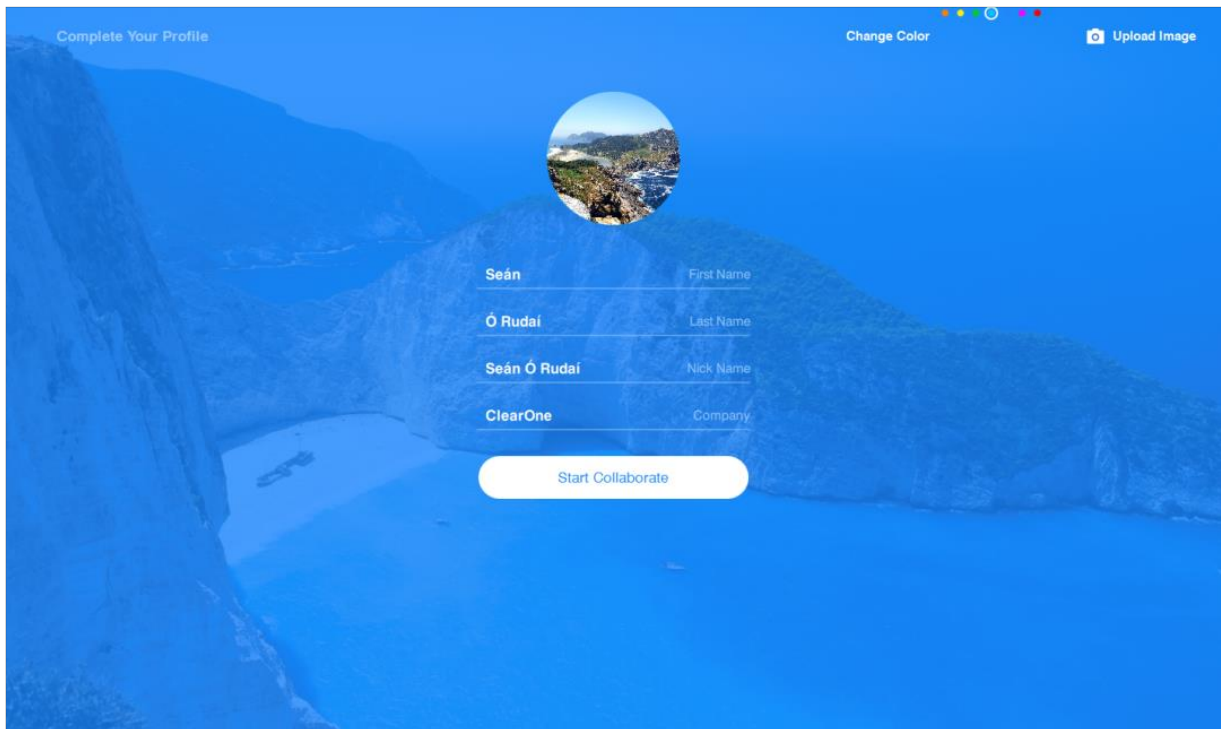 Complete Your Profile
Change Color
Upload Image
Seán First Name
Ó Rudaí Last Name
Seán Ó Rudaí Nick Name
ClearOne Company
Start Collaborate